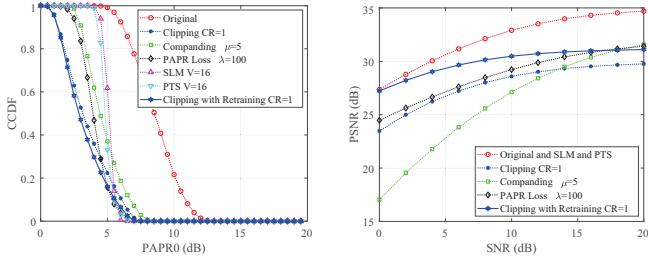 CCDF
1
0.8
0.6
0.4
0.2
0
Original
Clipping CR=1
Companding μ=5
PAPR Loss λ=100
SLM V=16
PTS V=16
Clipping with Retraining CR=1
0 5 10 15 20
PAPR0 (dB)
PSNR (dB)
35
30
25
20
15
Original and SLM and PTS
Clipping CR=1
Companding μ=5
PAPR Loss λ=100
Clipping with Retraining CR=1
0 5 10 15 20
SNR (dB)